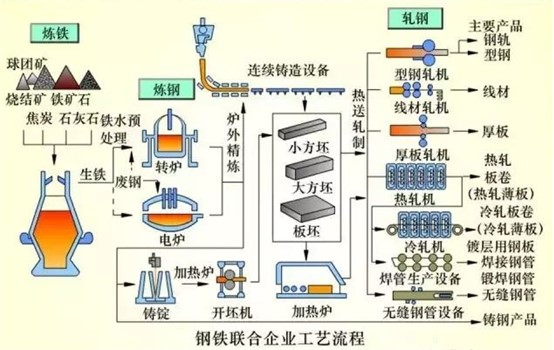 炼铁
球团矿
烧结矿 铁矿石
焦炭 石灰石
生铁
铁水预
处理
炼钢
转炉
废钢
电炉
炉外精炼
铸锭
加热炉
开坯机
连续铸造设备
小方坯
大方坯
板坯
加热炉
热送轧制
轧钢
型钢轧机
线材轧机
厚板轧机
热轧机
冷轧机
焊管生产设备
无缝钢管设备
主要产品
钢轨
型钢
线材
厚板
热轧
板卷
(热轧薄板)
冷轧板卷
(冷轧薄板)
镀层用钢板
焊接钢管
锻焊钢管
无缝钢管
铸钢产品
钢铁联合企业工艺流程